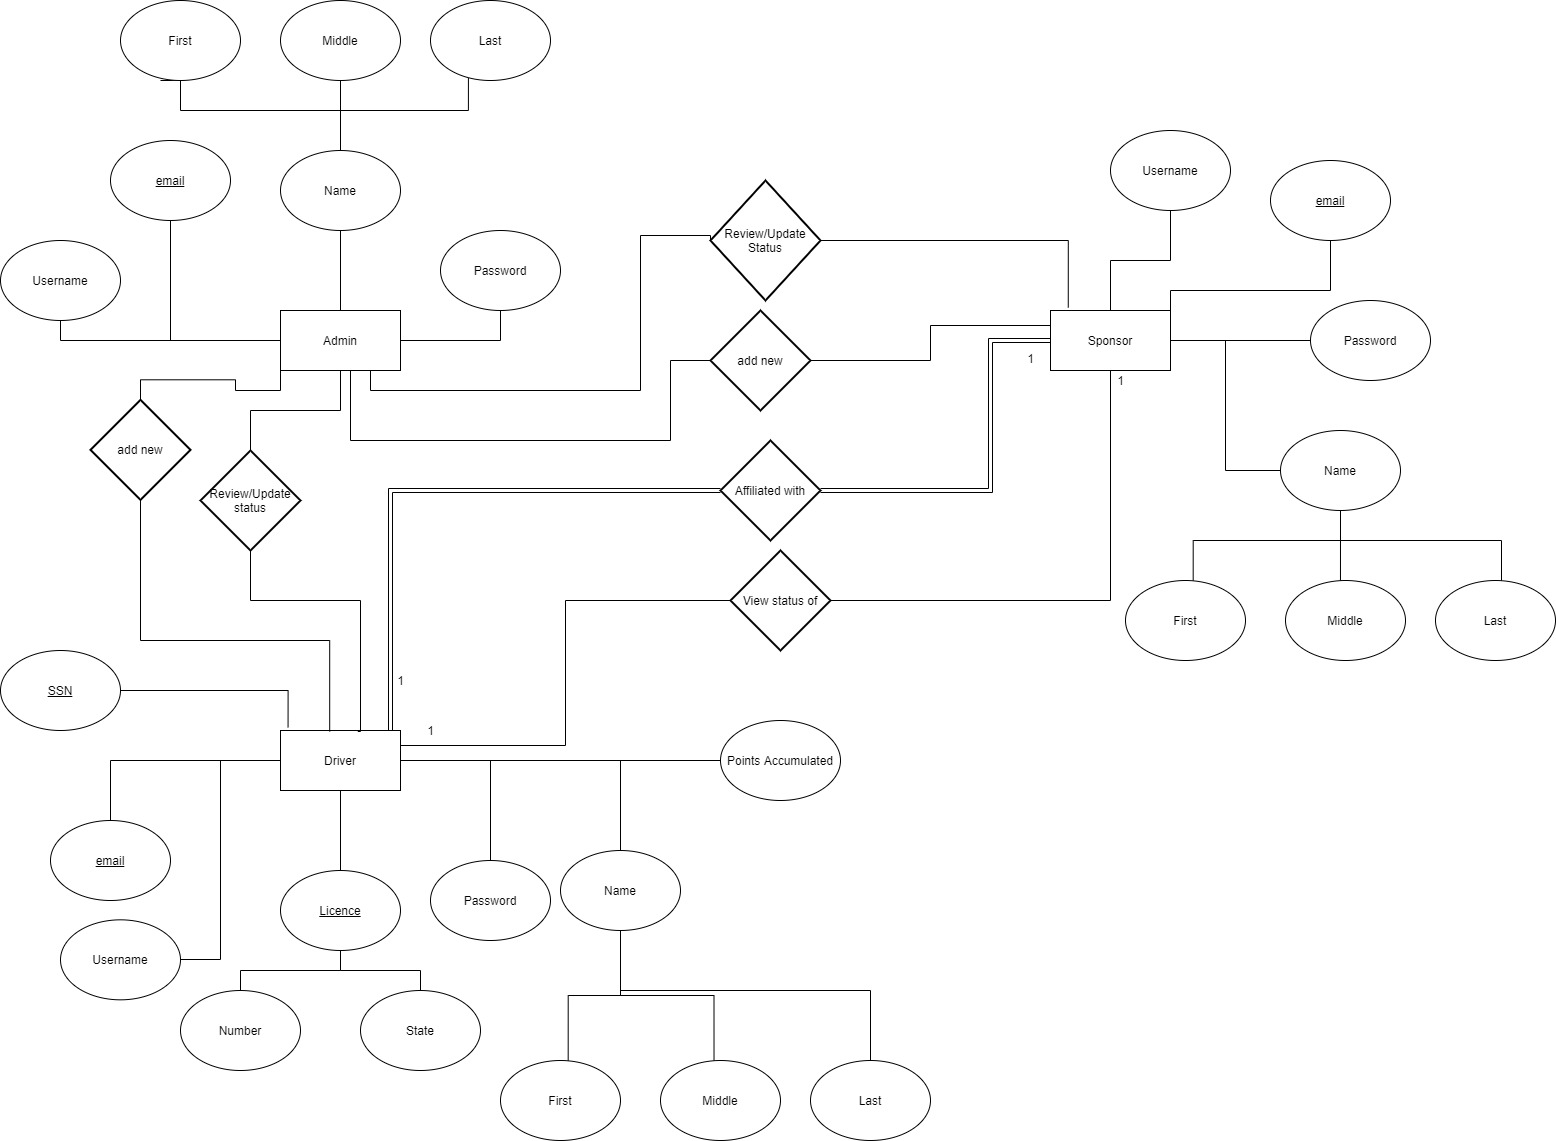 First
Middle
Last
email
Name
Username
Password
Admin
Review/Update
Status
add new
Username
email
Sponsor
Password
1
1
add new
Review/Update
status
Affiliated with
View status of
Name
First
Middle
Last
SSN
1
1
Driver
Points Accumulated
email
Username
Licence
Password
Name
Number
State
First
Middle
Last